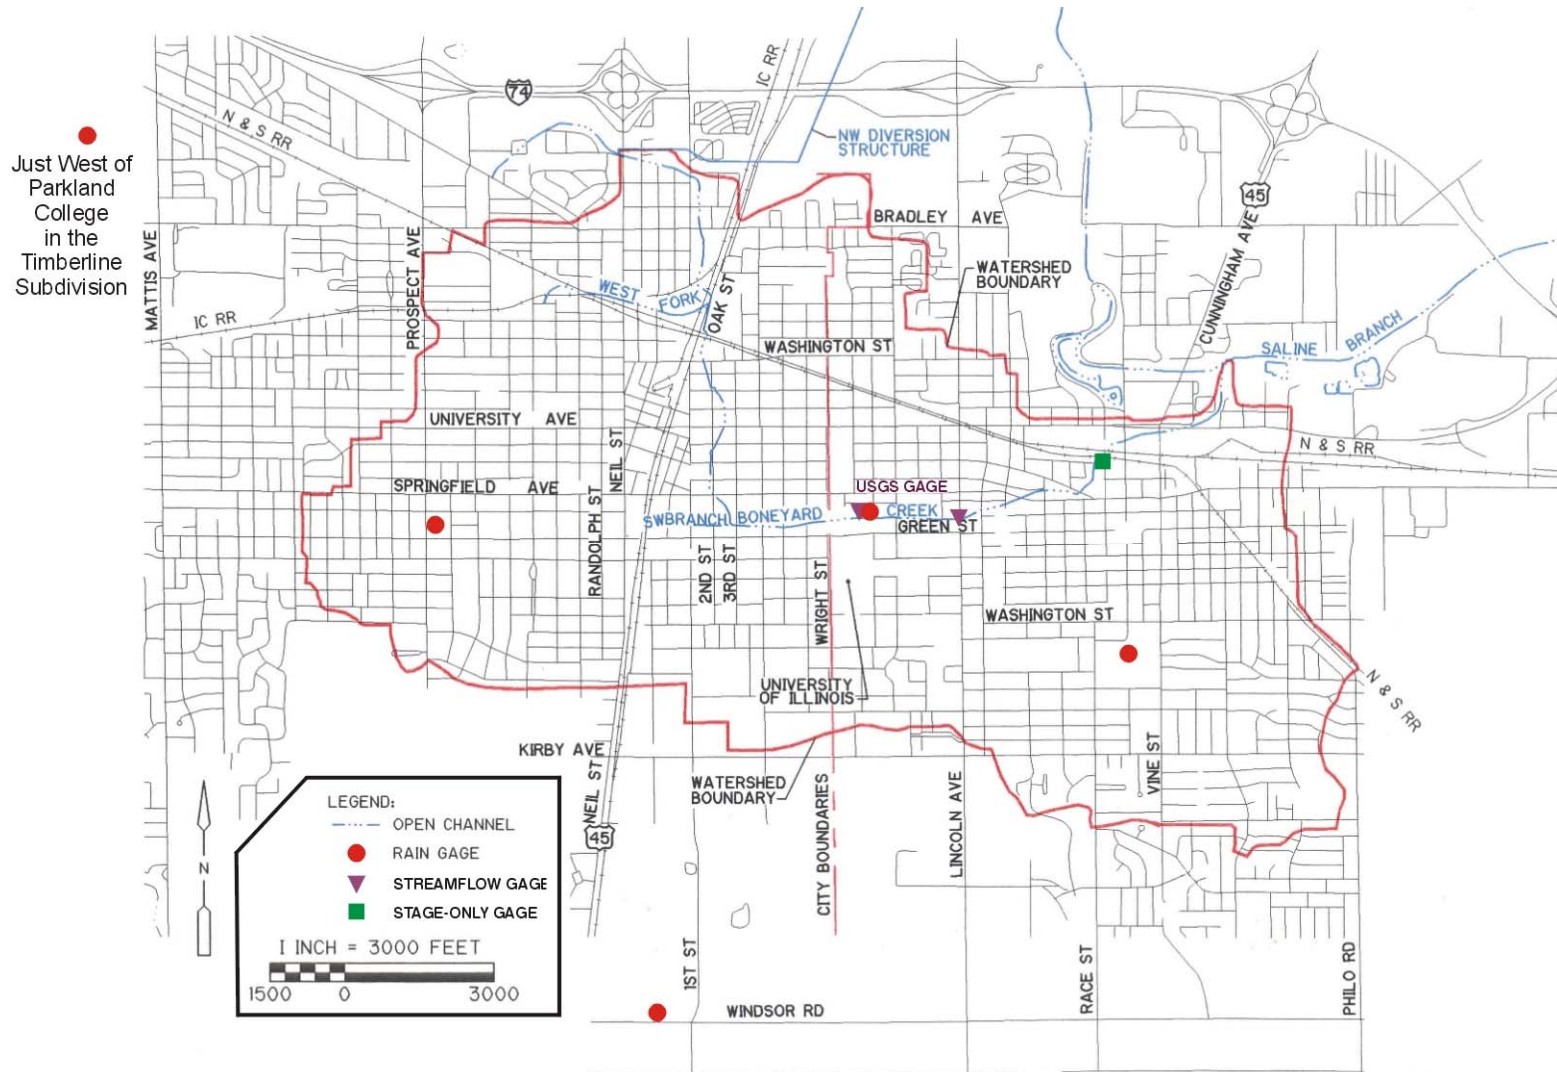 74
IC RR
N & S RR
NW DIVERSION
STRUCTURE
Just West of
Parkland
College
in the
Timberline
Subdivision
45
BRADLEY AVE
MATTIS AVE
PROSPECT AVE
CUNNINGHAM AVE
WATERSHED
BOUNDARY
WEST FORK
OAK ST
IC RR
WASHINGTON ST
SALINE BRANCH
UNIVERSITY AVE
NEIL ST
N & S RR
SPRINGFIELD AVE
USGS GAGE
RANDOLPH ST
SWBRANCH BONEYARD CREEK
GREEN ST
2ND ST
3RD ST
WRIGHT ST
WASHINGTON ST
UNIVERSITY
OF ILLINOIS
N & S RR
KIRBY AVE
VINE ST
WATERSHED
BOUNDARY
NEIL ST
45
CITY BOUNDARIES
LINCOLN AVE
LEGEND:
OPEN CHANNEL
RAIN GAGE
STREAMFLOW GAGE
STAGE-ONLY GAGE
1 INCH = 3000 FEET
1500 0 3000
N
1ST ST
RACE ST
PHILO RD
WINDSOR RD